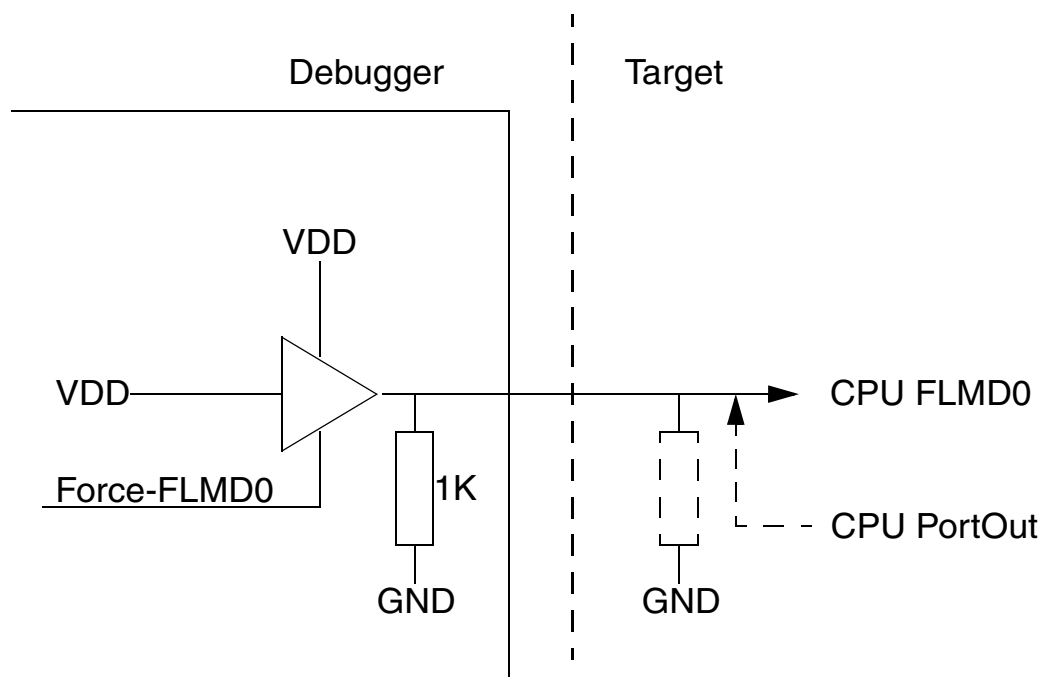 Debugger
Target
VDD
VDD
CPU FLMD0
Force-FLMD0
1K
CPU PortOut
GND
GND